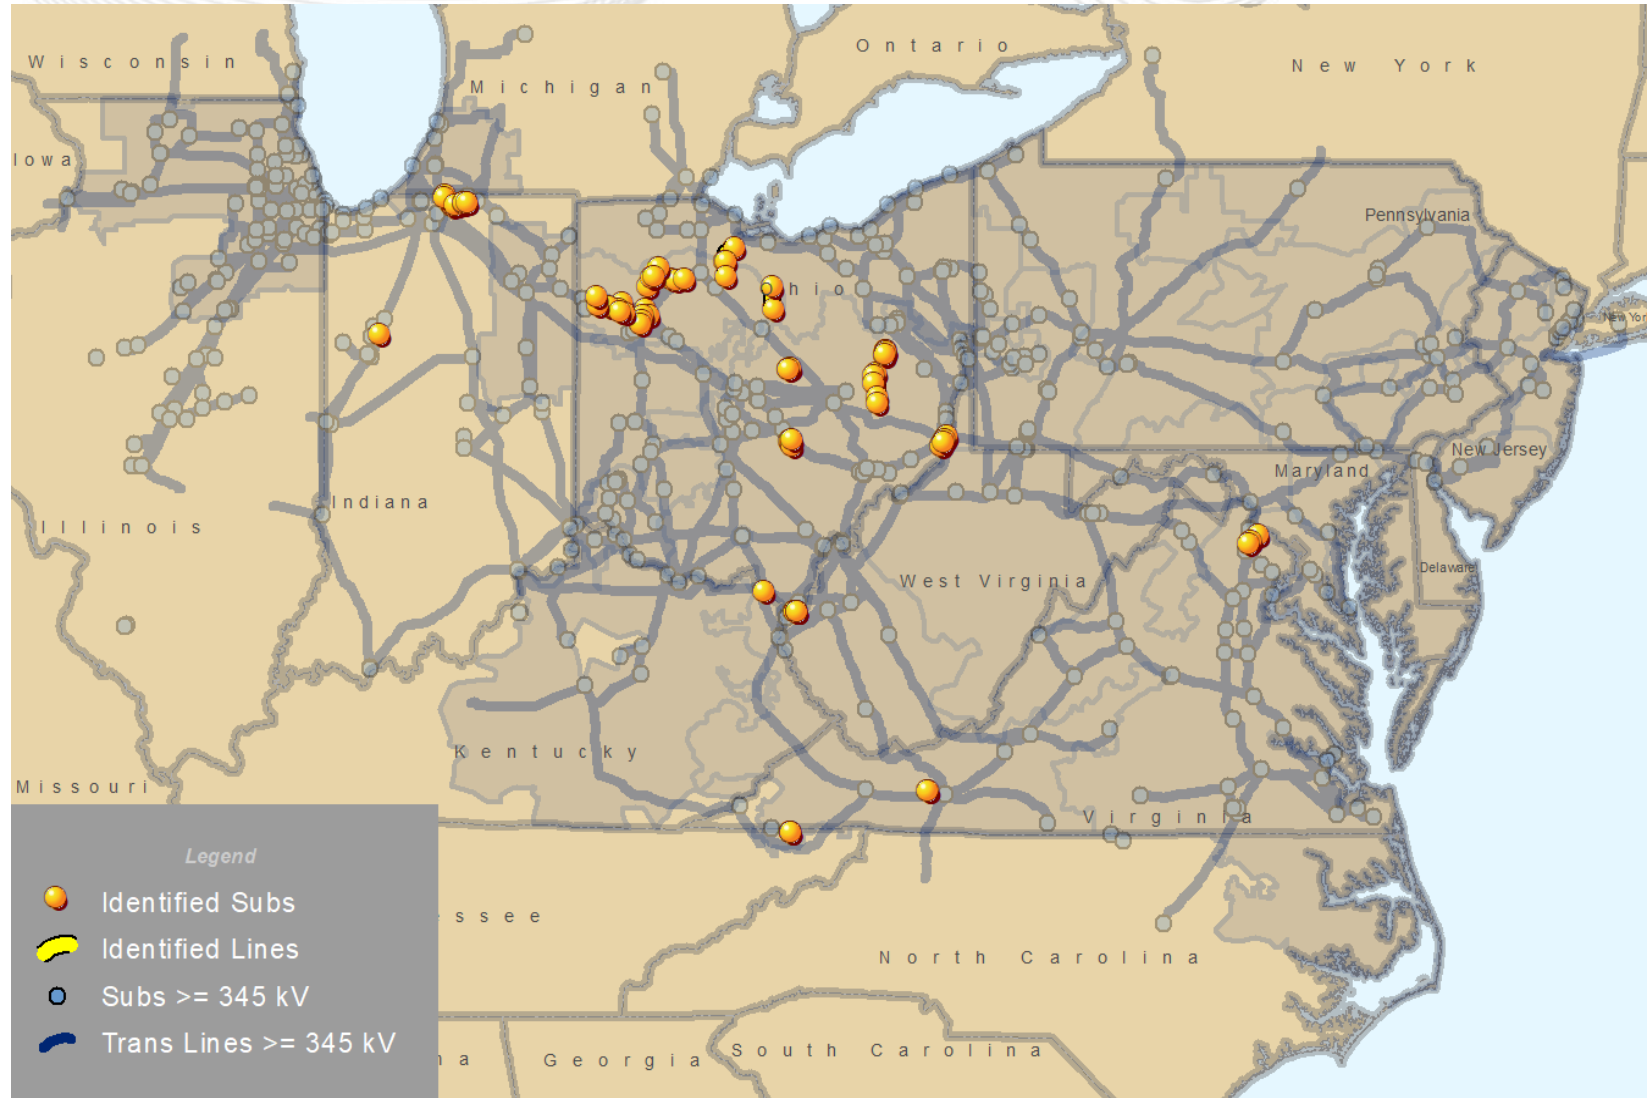 Ontario
Wisconsin
New York
Michigan
Iowa
Pennsylvania
Ohio
New York
New Jersey
Maryland
Indiana
Illinois
Delaware
West Virginia
Kentucky
Missouri
Virginia
Legend
Identified Subs
essee
Identified Lines
North Carolina
Subs >= 345 kV
Trans Lines >= 345 kV
na
Georgia
South Carolina